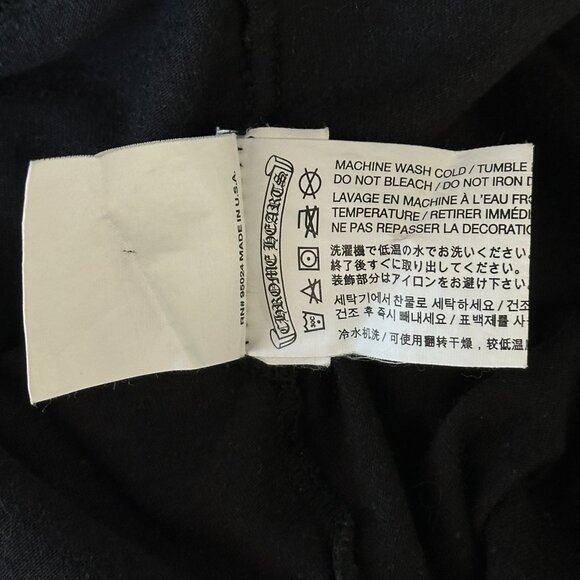 RN# 95024 MADE IN U.S.A.
CHROME HEARTS
30C
MACHINE WASH COLD / TUMBLE
DO NOT BLEACH / DO NOT IRON D
LAVAGE EN MACHINE À L'EAU FRO
TEMPERATURE / RETIRER IMMÉDI
NE PAS REPASSER LA DECORATIO
洗濯機で低温の水でお洗いください。
終了後すぐに取り出してください。
装飾部分はアイロンをお避け下さい。
세탁기에서 찬물로 세탁하세요 / 건조
건조 후 즉시 빼내세요 / 표백제를 사
冷水机洗 / 可使用翻转干燥，较低温